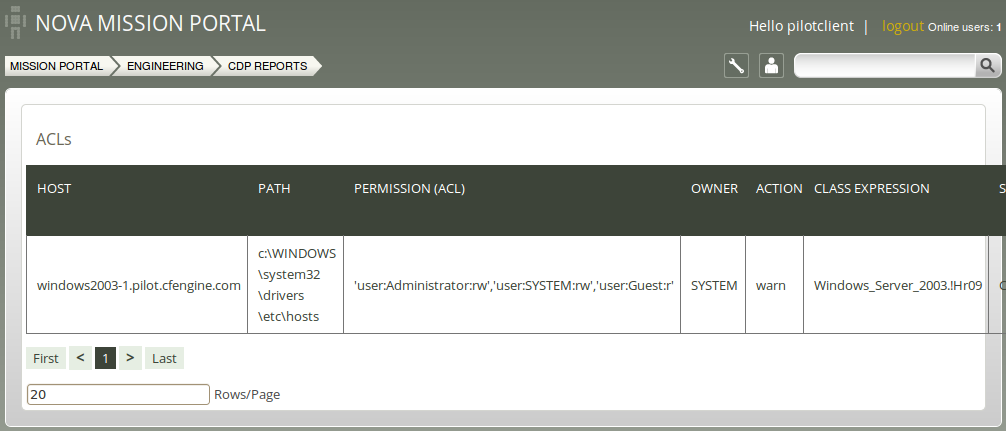 NOVA MISSION PORTAL
Hello pilotclient | logout Online users: 1
MISSION PORTAL ENGINEERING CDP REPORTS
ACLs
HOST PATH PERMISSION (ACL) OWNER ACTION CLASS EXPRESSION S
c:\WINDOWS
\system32
windows2003-1.pilot.cfengine.com 'user:Administrator:rw','user:SYSTEM:rw','user:Guest:r' SYSTEM warn Windows_Server_2003.!Hr09
\drivers
\etc\hosts
First < 1 > Last
20 Rows/Page